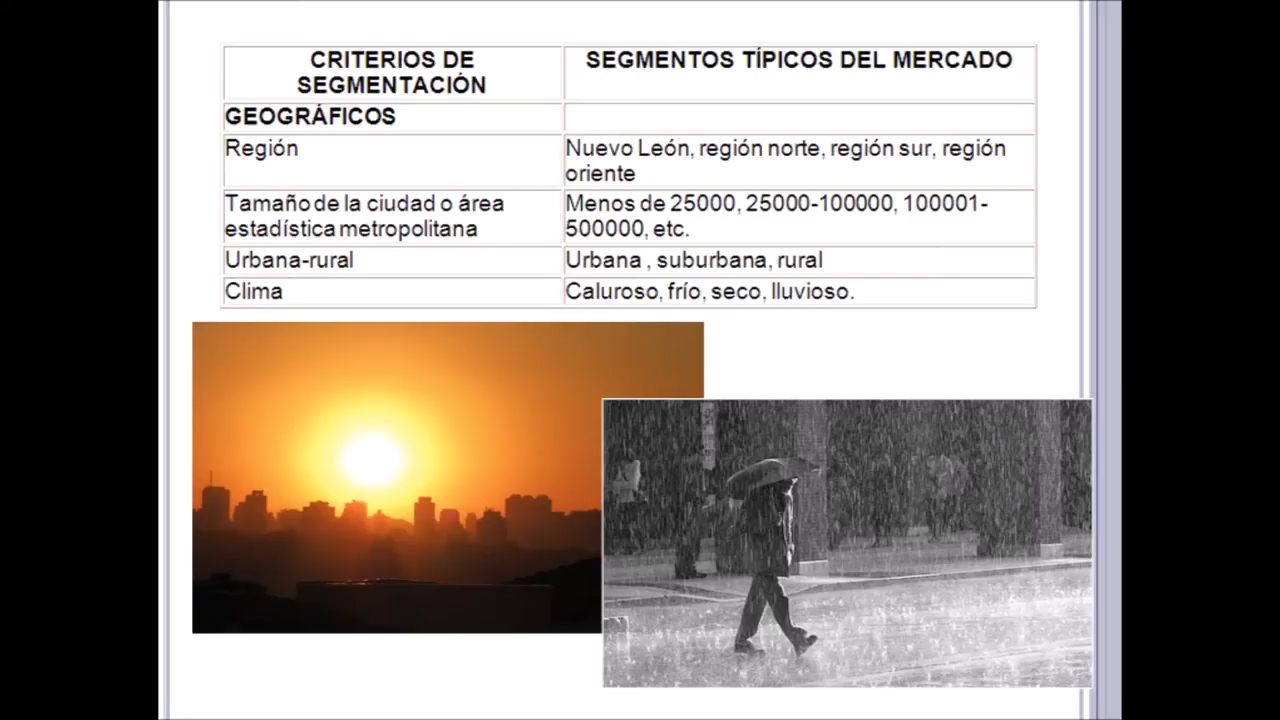 CRITERIOS DE
SEGMENTACIÓN
SEGMENTOS TÍPICOS DEL MERCADO
GEOGRÁFICOS
Región
Nuevo León, región norte, región sur, región
oriente
Tamaño de la ciudad o área
estadística metropolitana
Menos de 25000, 25000-100000, 100001-
500000, etc.
Urbana-rural
Urbana , suburbana, rural
Clima
Caluroso, frío, seco, lluvioso.